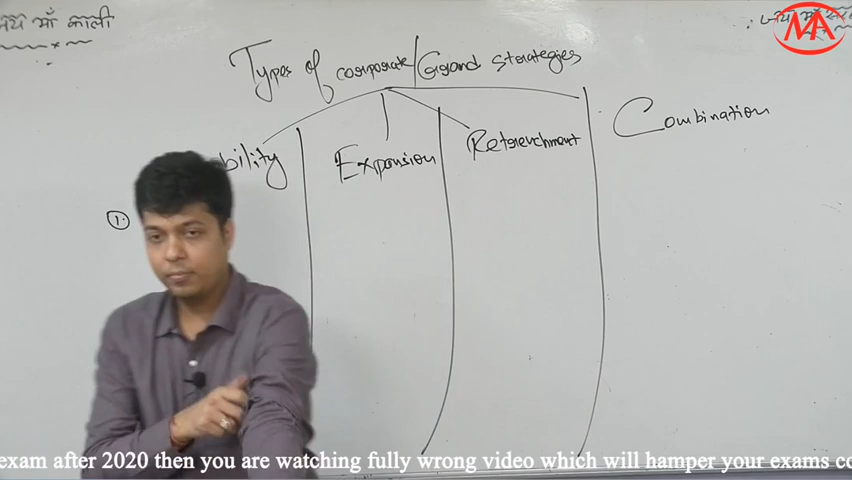 जय माँ काली
जय माँ
MA
Types of corporate/Grand strategies
bility
Expansion
Retrenchment
Combination
1.
exam after 2020 then you are watching fully wrong video which will hamper your exams co